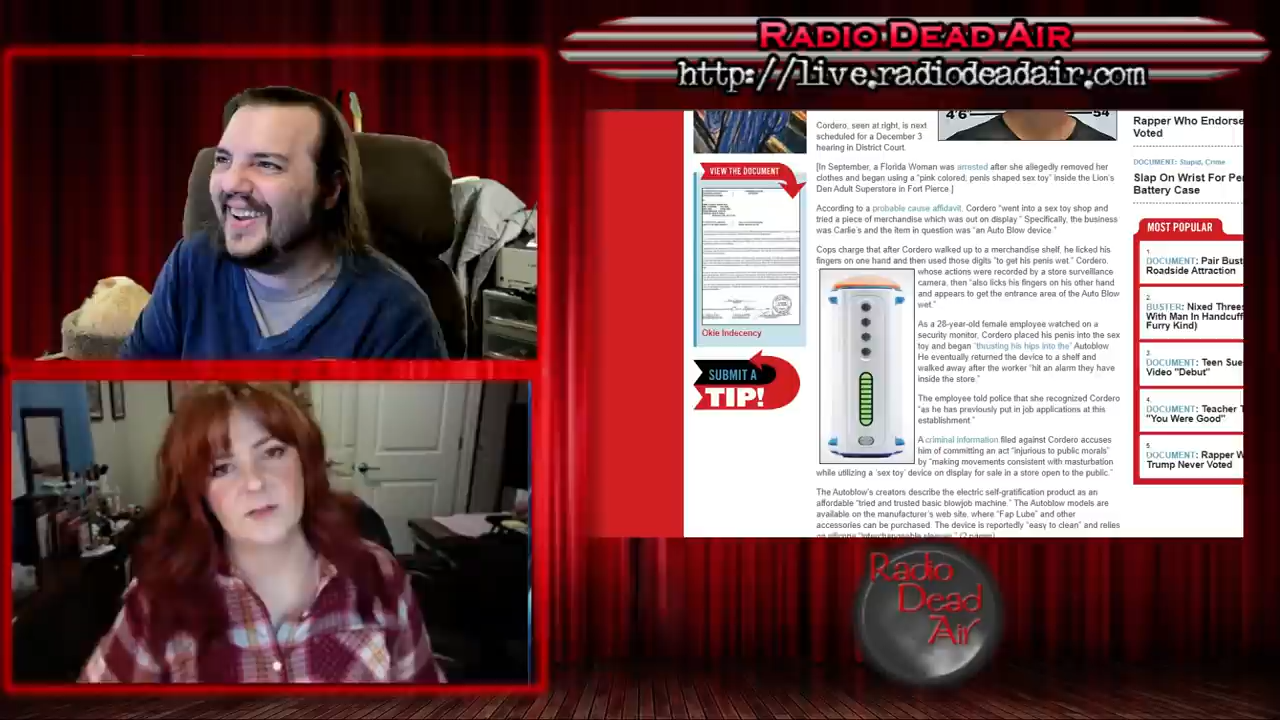 RADIO DEAD AIR
http://live.radiodeadair.com
4'6"
54
Cordero, seen at right, is next
scheduled for a December 3
hearing in District Court.
[In September, a Florida Woman was arrested after she allegedly removed her
clothes and began using a "pink colored, penis shaped sex toy" inside the Lion's
Den Adult Superstore in Fort Pierce.]
According to a probable cause affidavit, Cordero "went into a sex toy shop and
tried a piece of merchandise which was out on display." Specifically, the business
was Carlie's and the item in question was "an Auto Blow device."
Cops charge that after Cordero walked up to a merchandise shelf, he licked his
fingers on one hand and then used those digits "to get his penis wet." Cordero,
whose actions were recorded by a store surveillance
camera, then "also licks his fingers on his other hand
and appears to get the entrance area of the Auto Blow
wet."
As a 28-year-old female employee watched on a
security monitor, Cordero placed his penis into the sex
toy and began "thrusting his hips into the" Autoblow.
He eventually returned the device to a shelf and
walked away after the worker "hit an alarm they have
inside the store."
The employee told police that she recognized Cordero
"as he has previously put in job applications at this
establishment."
A criminal information filed against Cordero accuses
him of committing an act "injurious to public morals"
by "making movements consistent with masturbation
while utilizing a 'sex toy' device on display for sale in a store open to the public."
The Autoblow's creators describe the electric self-gratification product as an
affordable "tried and trusted basic blowjob machine." The Autoblow models are
available on the manufacturer's web site, where "Fap Lube" and other
accessories can be purchased. The device is reportedly "easy to clean" and relies
on silicone "interchangeable sleeves." (2 pages)
VIEW THE DOCUMENT
Okie Indecency
SUBMIT A
TIP!
Rapper Who Endorse
Voted
DOCUMENT: Stupid, Crime
Slap On Wrist For Pe
Battery Case
MOST POPULAR
1.
DOCUMENT: Pair Bust
Roadside Attraction
2.
BUSTER: Nixed Threes
With Man In Handcuff
Furry Kind)
3.
DOCUMENT: Teen Sue
Video "Debut"
4.
DOCUMENT: Teacher T
"You Were Good"
5.
DOCUMENT: Rapper W
Trump Never Voted
Radio
Dead
Air